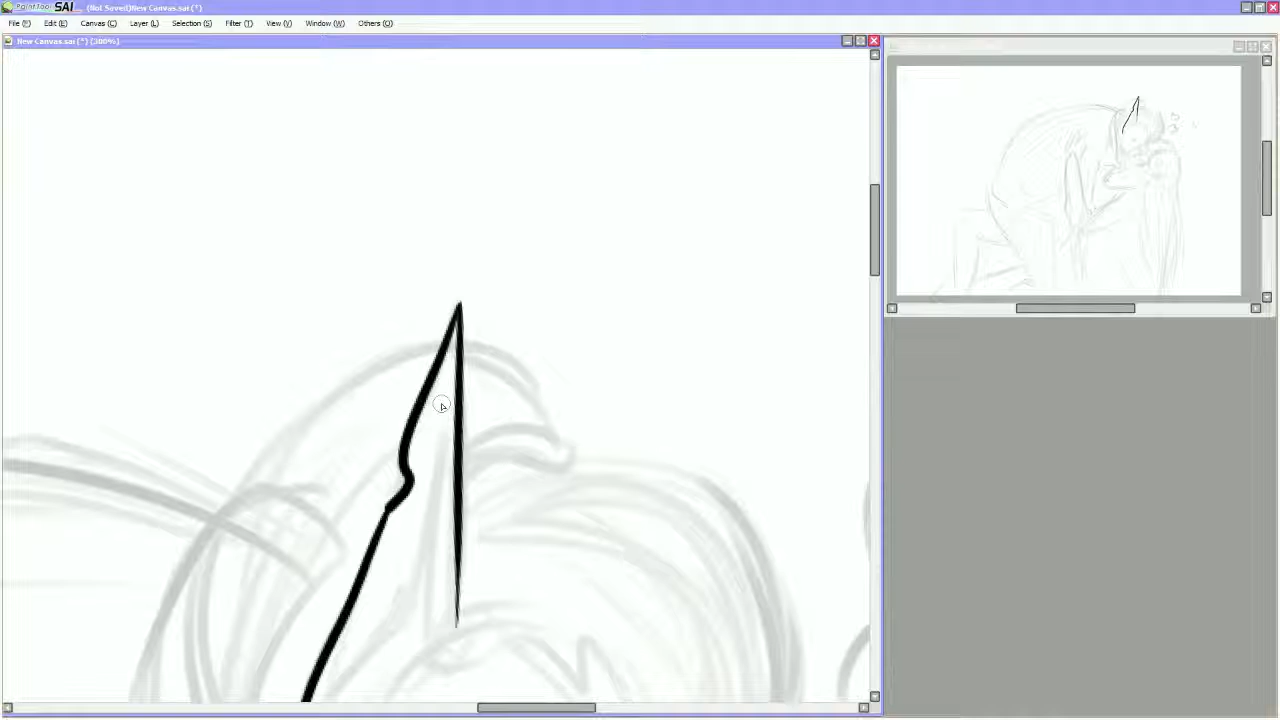 PaintTool SAI (Not Saved)New Canvas.sai (*)
File (F) Edit (E) Canvas (C) Layer (L) Selection (S) Filter (T) View (V) Window (W) Others (O)
New Canvas.sai (*) (300%)